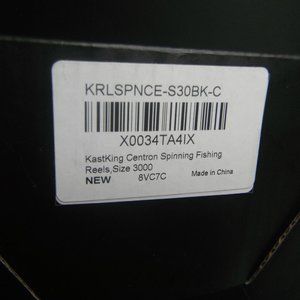 KRLSPNCE-S30BK-C
X0034TA4IX
KastKing Centron Spinning Fishing
Reels,Size 3000
NEW 8VC7C Made in China